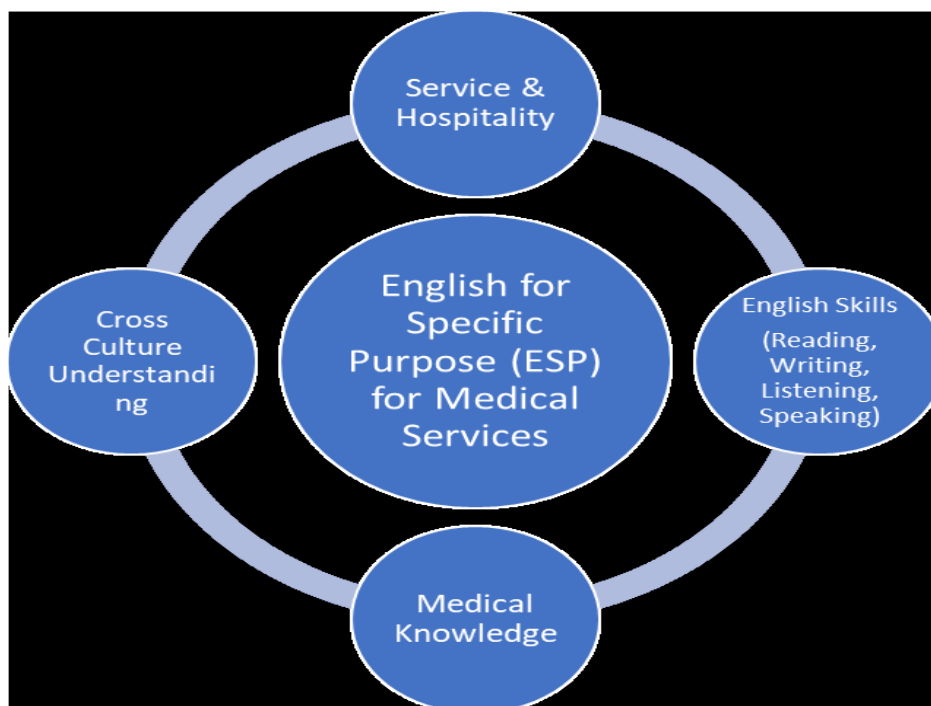 Service &
Hospitality
English for
Specific
Purpose (ESP)
for Medical
Services
Cross
Culture
Understandi
ng
English Skills
(Reading,
Writing,
Listening,
Speaking)
Medical
Knowledge